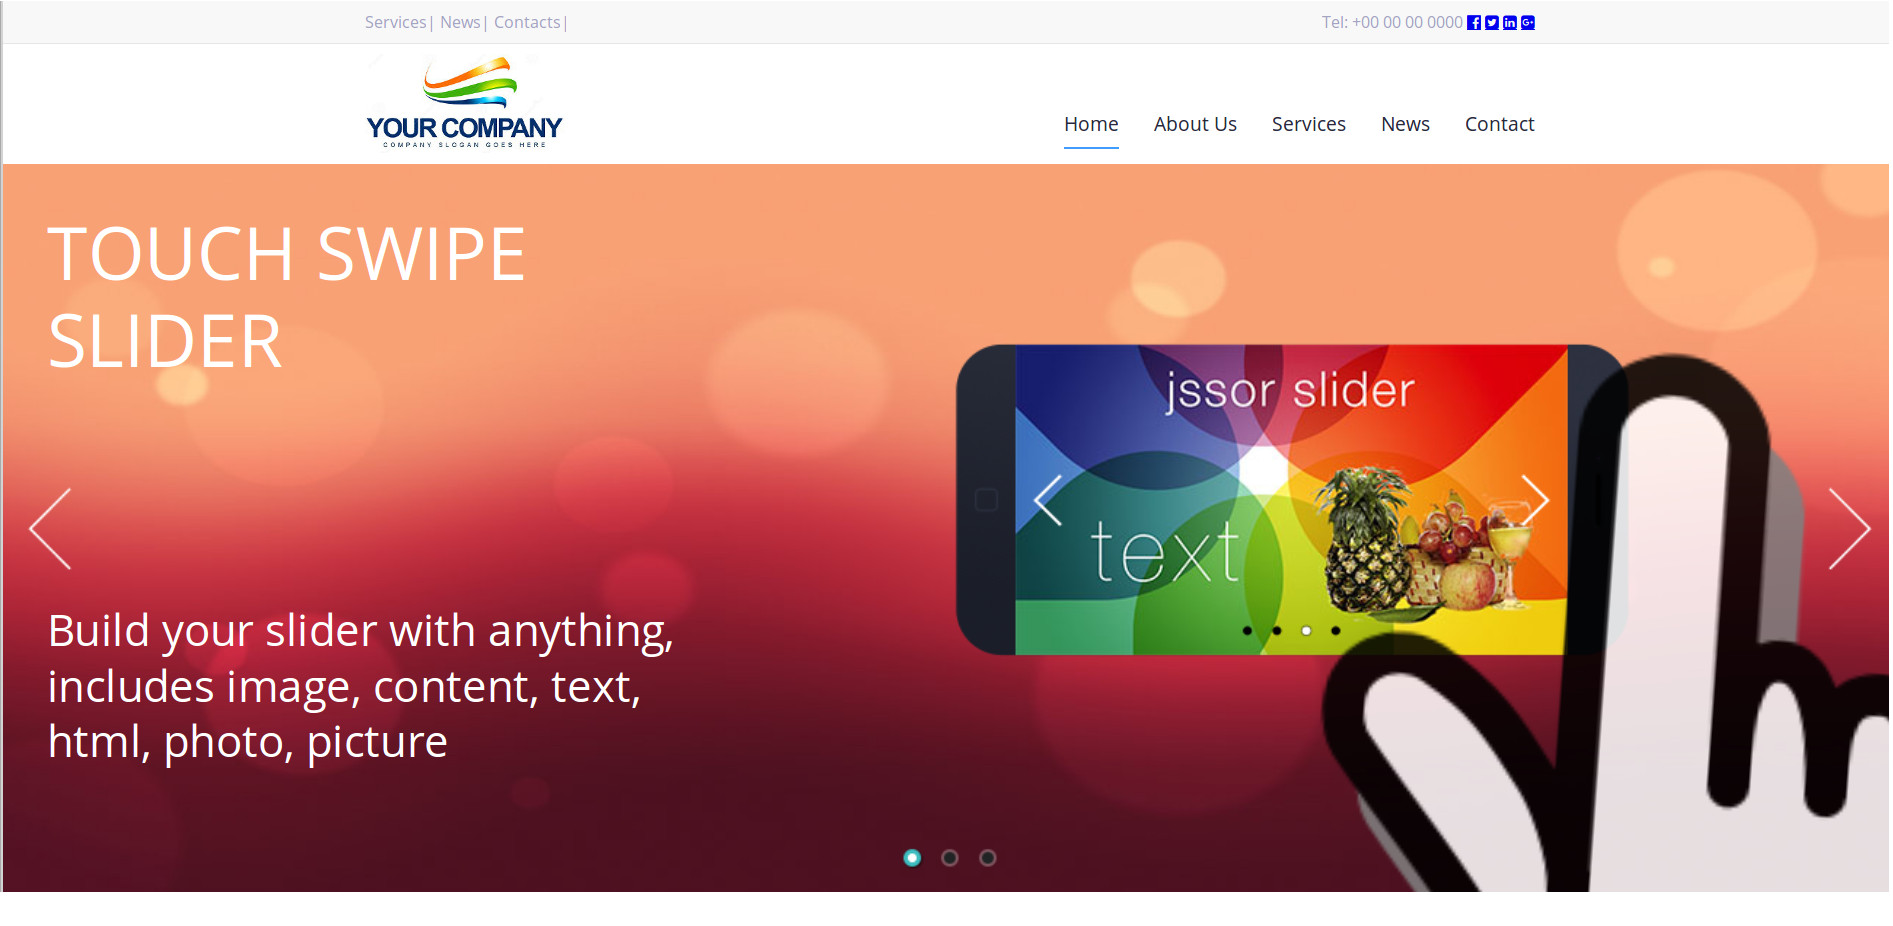 Services| News| Contacts|
Tel: +00 00 00 0000
YOUR COMPANY
COMPANY SLOGAN GOES HERE
Home About Us Services News Contact
TOUCH SWIPE
SLIDER
jssor slider
text
Build your slider with anything,
includes image, content, text,
html, photo, picture